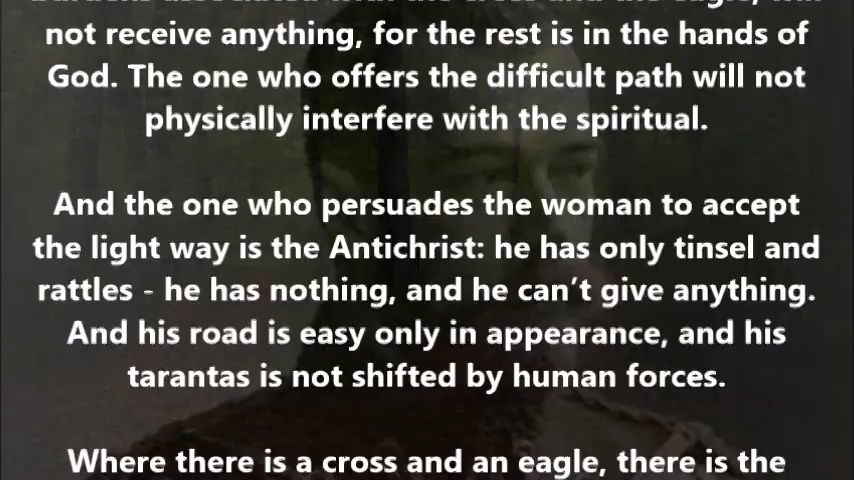 not receive anything, for the rest is in the hands of
God. The one who offers the difficult path will not
physically interfere with the spiritual.
And the one who persuades the woman to accept
the light way is the Antichrist: he has only tinsel and
rattles - he has nothing, and he can’t give anything.
And his road is easy only in appearance, and his
tarantas is not shifted by human forces.
Where there is a cross and an eagle, there is the